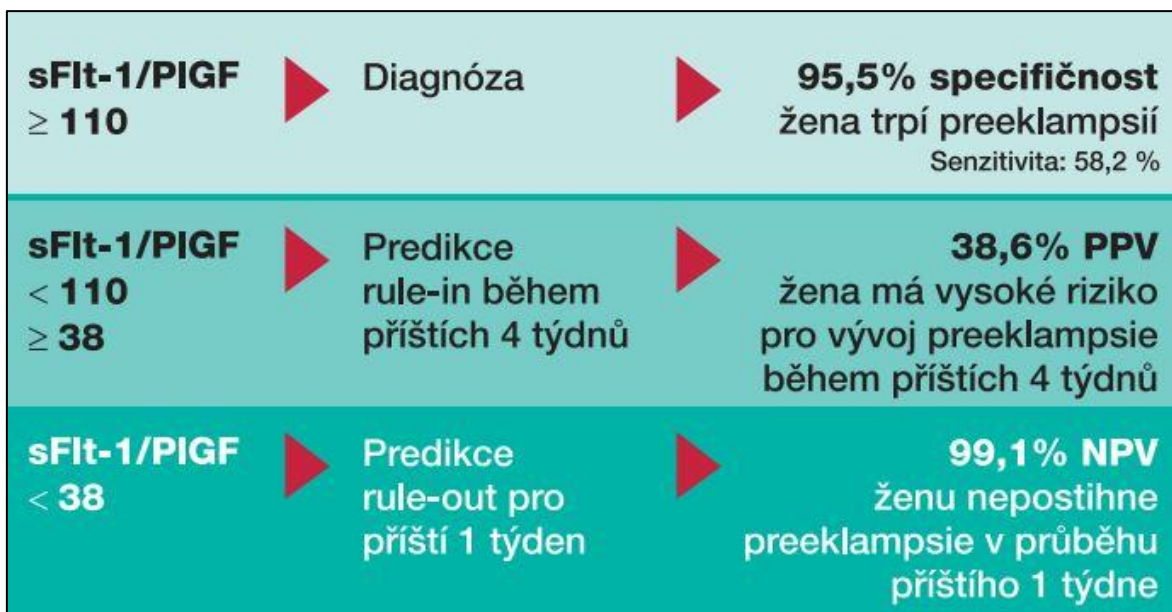 sFlt-1/PlGF
≥ 110
Diagnóza
95,5% specifičnost
žena trpí preeklampsií
Senzitivita: 58,2 %
sFlt-1/PlGF
< 110
≥ 38
Predikce
rule-in během
příštích 4 týdnů
38,6% PPV
žena má vysoké riziko
pro vývoj preeklampsie
během příštích 4 týdnů
sFlt-1/PlGF
< 38
Predikce
rule-out pro
příští 1 týden
99,1% NPV
ženu nepostihne
preeklampsie v průběhu
příštího 1 týdne